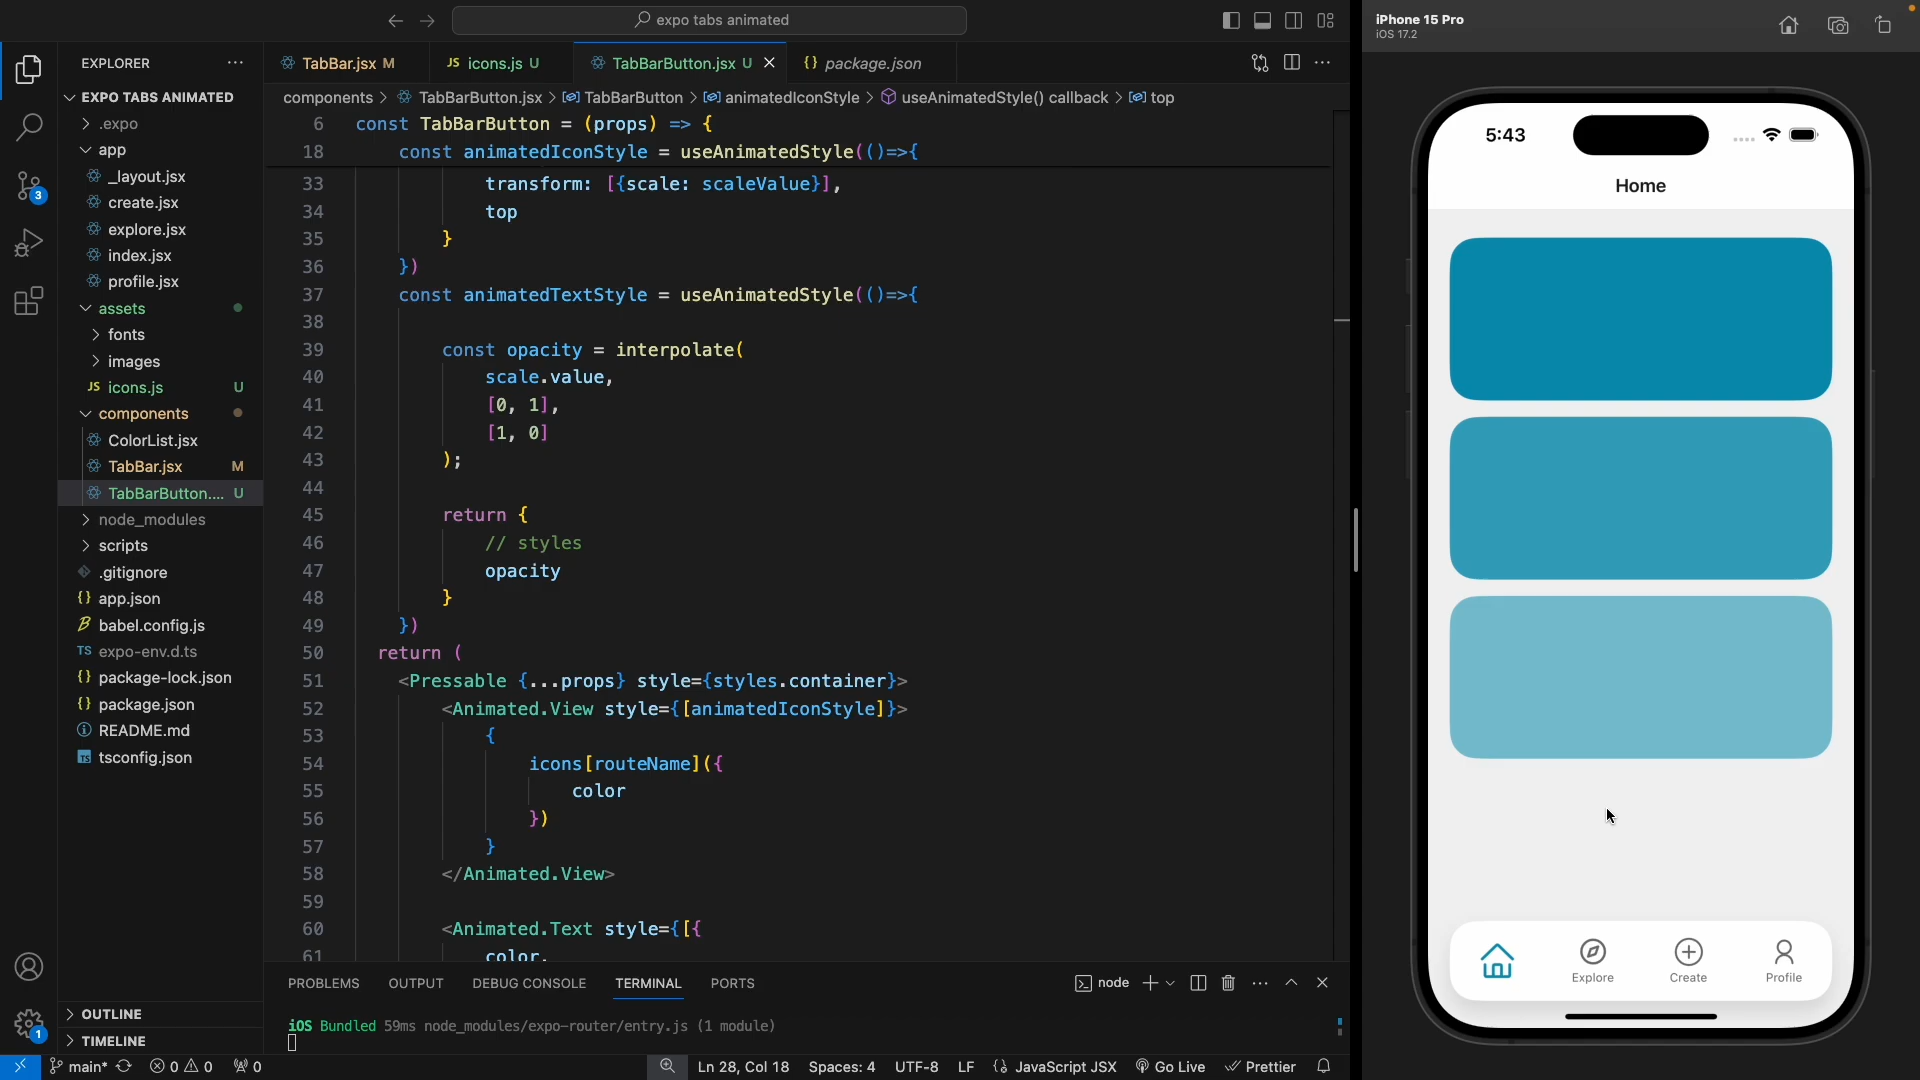 expo tabs animated
iPhone 15 Pro
iOS 17.2
EXPLORER
TabBar.jsx M
JS icons.js U
TabBarButton.jsx U
{} package.json
components > TabBarButton.jsx > TabBarButton > animatedIconStyle > useAnimatedStyle() callback > top
EXPO TABS ANIMATED
.expo
app
_layout.jsx
create.jsx
explore.jsx
index.jsx
profile.jsx
assets
fonts
images
JS icons.js U
components
ColorList.jsx
TabBar.jsx M
TabBarButton.... U
node_modules
scripts
.gitignore
{} app.json
babel.config.js
TS expo-env.d.ts
{} package-lock.json
{} package.json
README.md
tsconfig.json
OUTLINE
TIMELINE
3
1
6 const TabBarButton = (props) => {
18 const animatedIconStyle = useAnimatedStyle(()=>{
33 transform: [{scale: scaleValue}],
34 top
35 }
36 })
37 const animatedTextStyle = useAnimatedStyle(()=>{
38
39 const opacity = interpolate(
40 scale.value,
41 [0, 1],
42 [1, 0]
43 );
44
45 return {
46 // styles
47 opacity
48 }
49 })
50 return (
51 <Pressable {...props} style={styles.container}>
52 <Animated.View style={[animatedIconStyle]}>
53 {
54 icons[routeName]({
55 color
56 })
57 }
58 </Animated.View>
59
60 <Animated.Text style={[{
61 color,
PROBLEMS OUTPUT DEBUG CONSOLE TERMINAL PORTS
node
iOS Bundled 59ms node_modules/expo-router/entry.js (1 module)
main* 0 0 0
Ln 28, Col 18 Spaces: 4 UTF-8 LF {} JavaScript JSX Go Live Prettier
5:43
Home
Explore
Create
Profile